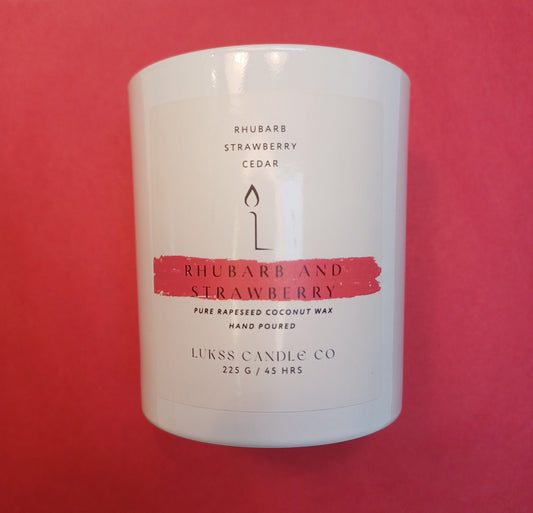 RHUBARB
STRAWBERRY
CEDAR
RHUBARB AND
STRAWBERRY
PURE RAPESEED COCONUT WAX
HAND POURED
LUKSS CANDLE CO
225 G / 45 HRS